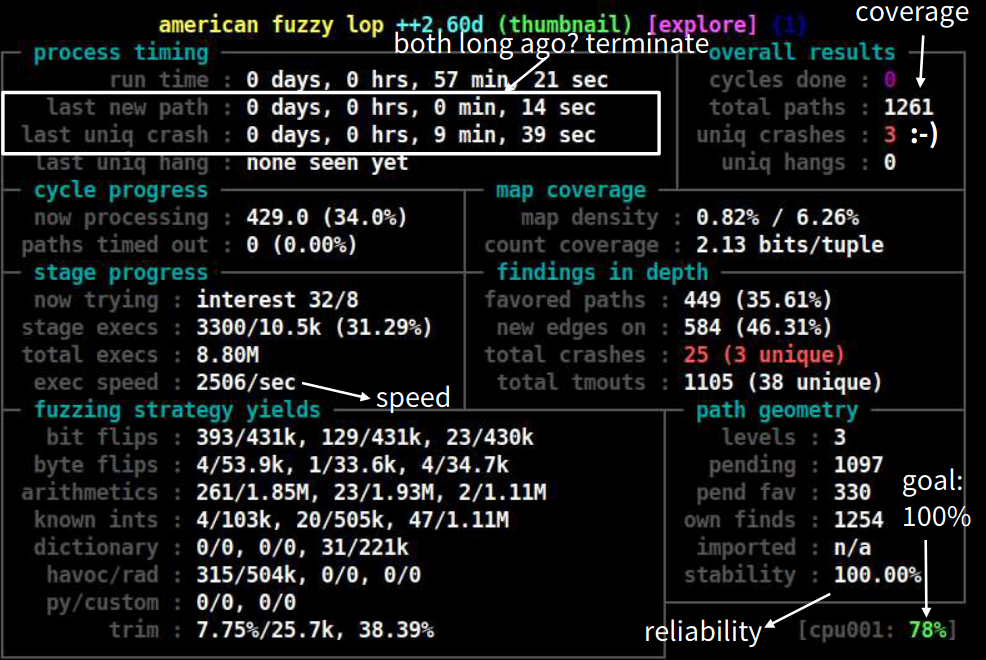 coverage
american fuzzy lop ++2.60d (thumbnail) [explore] {1}
both long ago? terminate
process timing overall results
run time : 0 days, 0 hrs, 57 min, 21 sec cycles done : 0
last new path : 0 days, 0 hrs, 0 min, 14 sec total paths : 1261
last uniq crash : 0 days, 0 hrs, 9 min, 39 sec uniq crashes : 3 :-)
last uniq hang : none seen yet uniq hangs : 0
cycle progress map coverage
now processing : 429.0 (34.0%) map density : 0.82% / 6.26%
paths timed out : 0 (0.00%) count coverage : 2.13 bits/tuple
stage progress findings in depth
now trying : interest 32/8 favored paths : 449 (35.61%)
stage execs : 3300/10.5k (31.29%) new edges on : 584 (46.31%)
total execs : 8.80M total crashes : 25 (3 unique)
exec speed : 2506/sec total tmouts : 1105 (38 unique)
speed
fuzzing strategy yields path geometry
bit flips : 393/431k, 129/431k, 23/430k levels : 3
byte flips : 4/53.9k, 1/33.6k, 4/34.7k pending : 1097
arithmetics : 261/1.85M, 23/1.93M, 2/1.11M pend fav : 330
goal:
known ints : 4/103k, 20/505k, 47/1.11M own finds : 1254
100%
dictionary : 0/0, 0/0, 31/221k imported : n/a
havoc/rad : 315/504k, 0/0, 0/0 stability : 100.00%
py/custom : 0/0, 0/0
trim : 7.75%/25.7k, 38.39% reliability [cpu001: 78%]